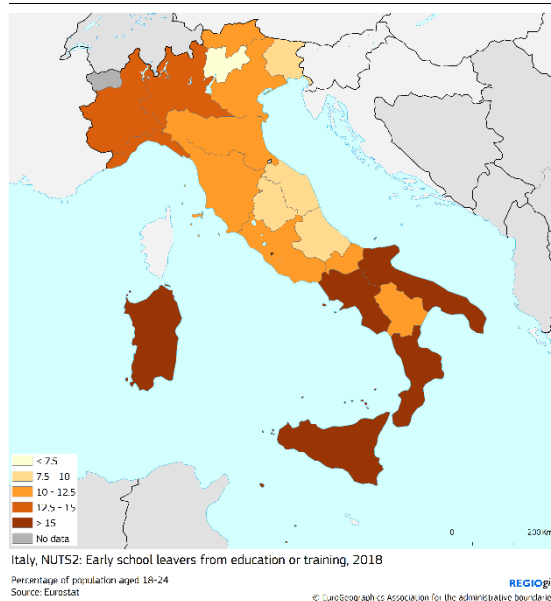 < 7.5
7.5 - 10
10 - 12.5
12.5 - 15
> 15
No data
0 200 Km
Italy, NUTS2: Early school leavers from education or training, 2018
Percentage of population aged 18-24
Source: Eurostat
REGIOgi
© EuroGeographics Association for the administrative boundarie